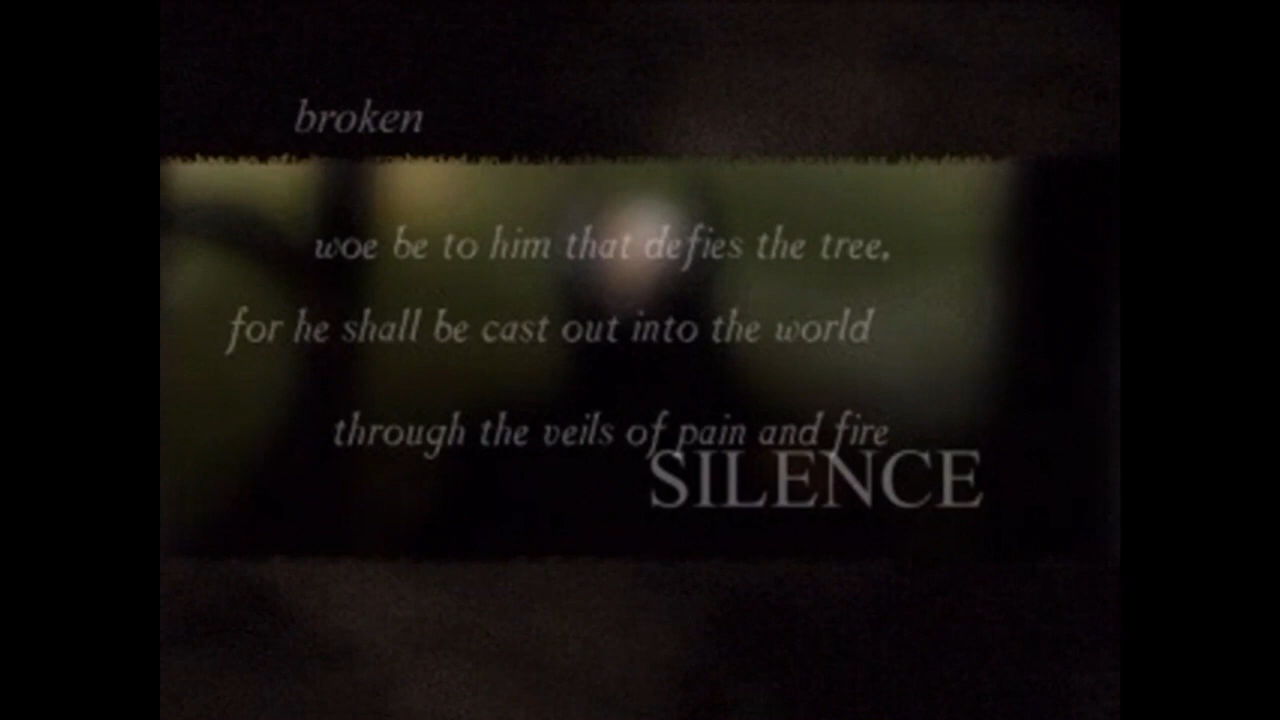 broken
woe be to him that defies the tree,
for he shall be cast out into the world
through the veils of pain and fire
SILENCE